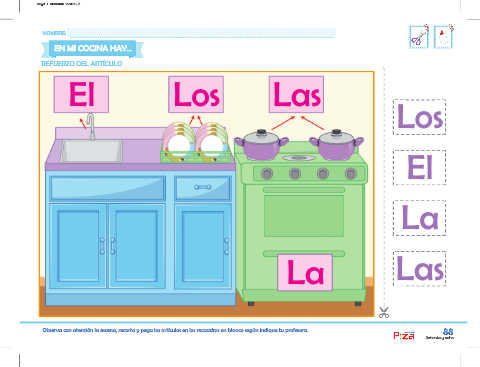 NOMBRE:
EN MI COCINA HAY...
REFUERZO DEL ARTÍCULO
El
Los
Las
La
Los
El
La
Las
Observa con atención la escena, recorta y pega los artículos en los recuadros en blanco según indique tu profesora.
88